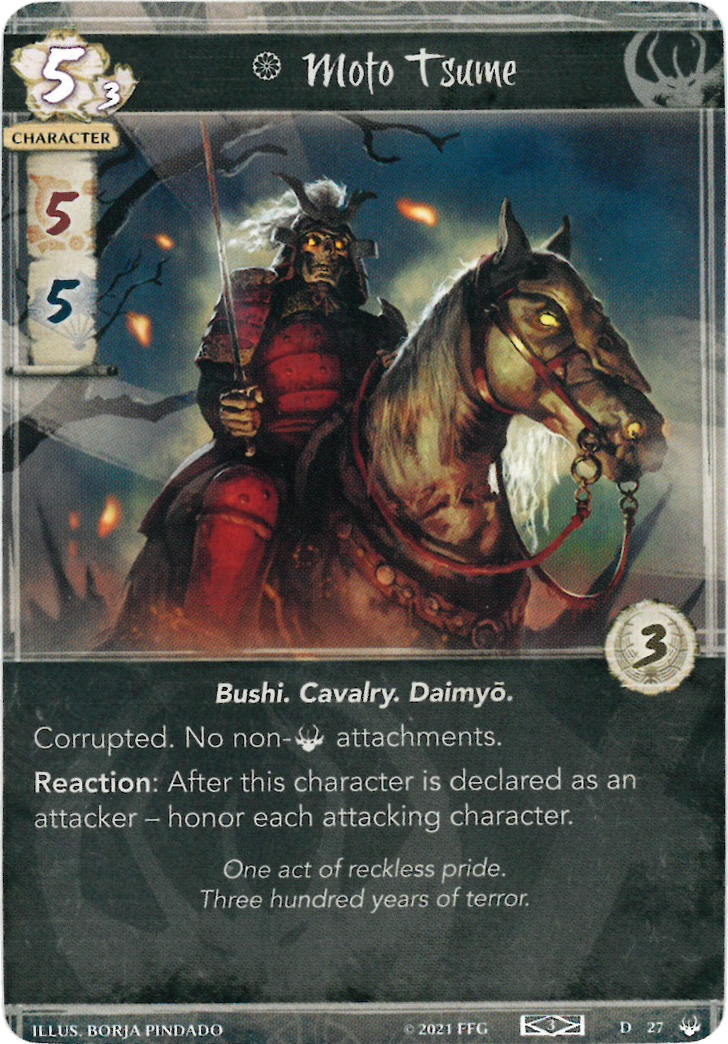 5
3
Moto Tsume
CHARACTER
5
5
3
Bushi. Cavalry. Daimyō.
Corrupted. No non- attachments.
Reaction: After this character is declared as an
attacker – honor each attacking character.
One act of reckless pride.
Three hundred years of terror.
ILLUS. BORJA PINDADO
© 2021 FFG
3
D 27